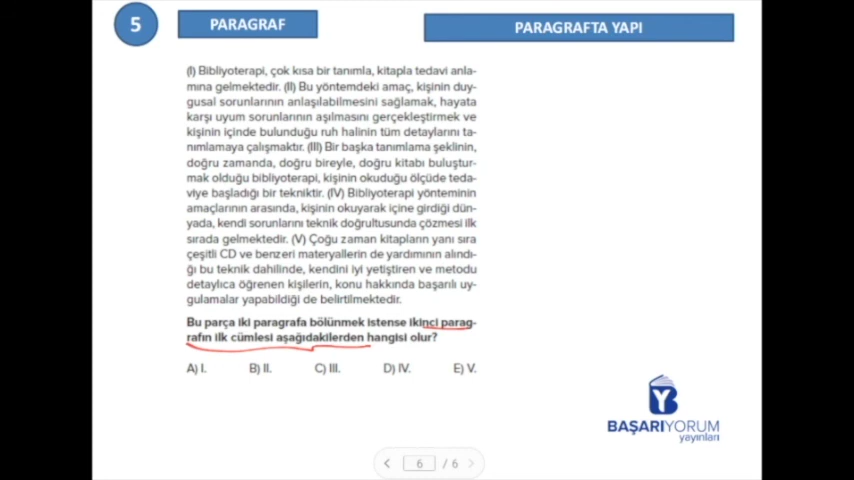 5
PARAGRAF
PARAGRAFTA YAPI
(I) Bibliyoterapi, çok kısa bir tanımla, kitapla tedavi anla-
mına gelmektedir. (II) Bu yöntemdeki amaç, kişinin duy-
gusal sorunlarının anlaşılabilmesini sağlamak, hayata
karşı uyum sorunlarının aşılmasını gerçekleştirmek ve
kişinin içinde bulunduğu ruh halinin tüm detaylarını ta-
nımlamaya çalışmaktır. (III) Bir başka tanımlama şeklinin,
doğru zamanda, doğru bireyle, doğru kitabı buluştur-
mak olduğu bibliyoterapi, kişinin okuduğu ölçüde teda-
viye başladığı bir tekniktir. (IV) Bibliyoterapi yönteminin
amaçlarının arasında, kişinin okuyarak içine girdiği dün-
yada, kendi sorunlarını teknik doğrultusunda çözmesi ilk
sırada gelmektedir. (V) Çoğu zaman kitapların yanı sıra
çeşitli CD ve benzeri materyallerin de yardımının alındı-
ğı bu teknik dahilinde, kendini iyi yetiştiren ve metodu
detaylıca öğrenen kişilerin, konu hakkında başarılı uy-
gulamalar yapabildiği de belirtilmektedir.
Bu parça iki paragrafa bölünmek istense ikinci parag-
rafın ilk cümlesi aşağıdakilerden hangisi olur?
A) I. B) II. C) III. D) IV. E) V.
BAŞARIYORUM
yayınları
6 / 6